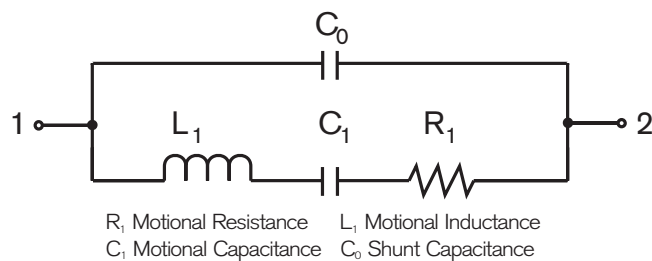 C₀
1
L₁ C₁ R₁
2
R₁ Motional Resistance L₁ Motional Inductance
C₁ Motional Capacitance C₀ Shunt Capacitance